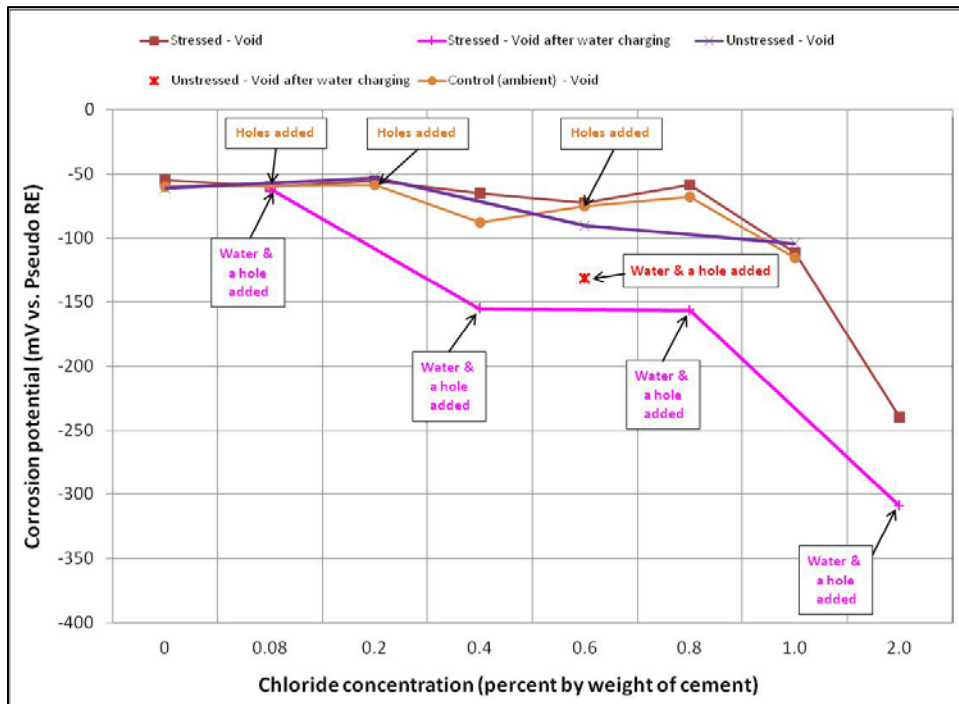 Stressed - Void
Stressed - Void after water charging
Unstressed - Void
Unstressed - Void after water charging
Control (ambient) - Void
0
-50
-100
-150
-200
-250
-300
-350
-400
Corrosion potential (mV vs. Pseudo RE)
Holes added
Holes added
Holes added
Water &
a hole
added
Water & a hole added
Water &
a hole
added
Water &
a hole
added
Water &
a hole
added
0
0.08
0.2
0.4
0.6
0.8
1.0
2.0
Chloride concentration (percent by weight of cement)